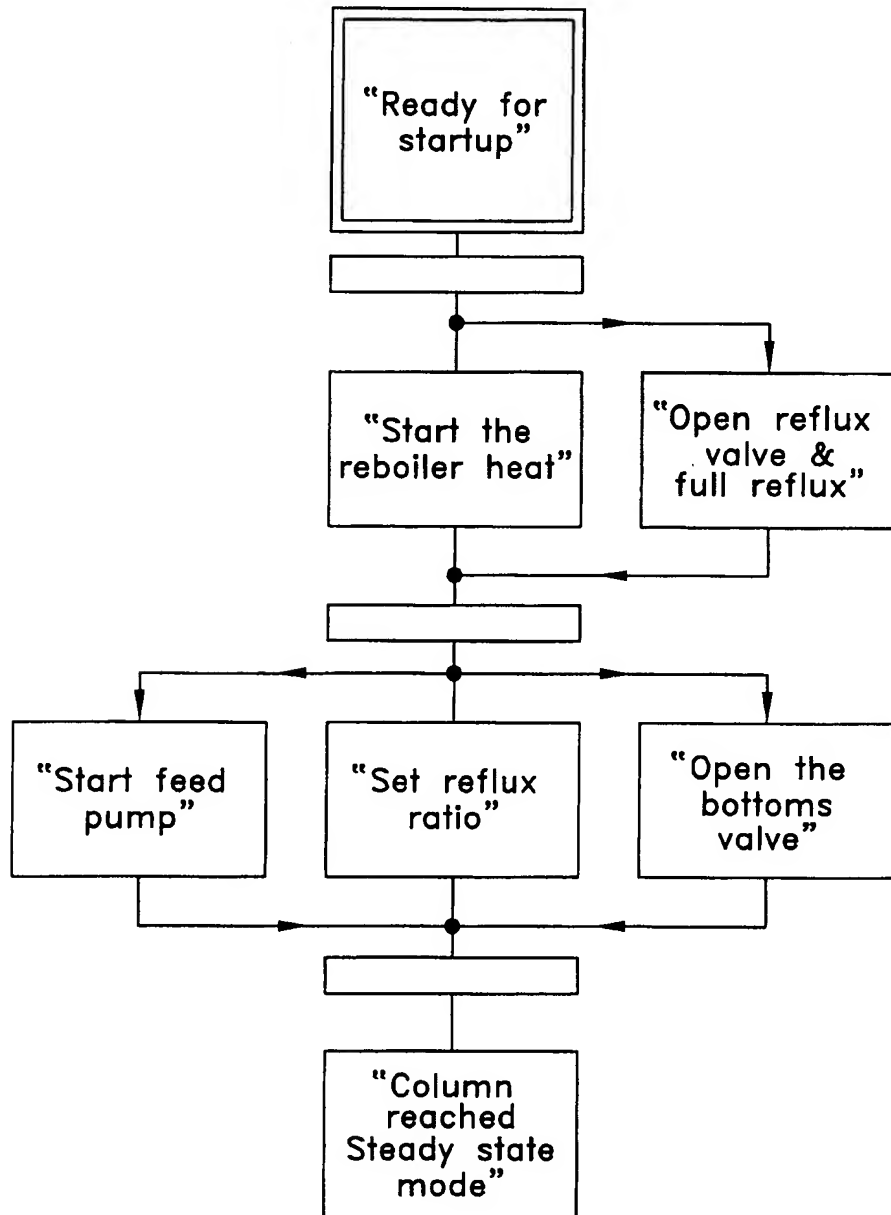 “Ready for
startup”
“Start the
reboiler heat”
“Open reflux
valve &
full reflux”
“Start feed
pump”
“Set reflux
ratio”
“Open the
bottoms
valve”
“Column
reached
Steady state
mode”